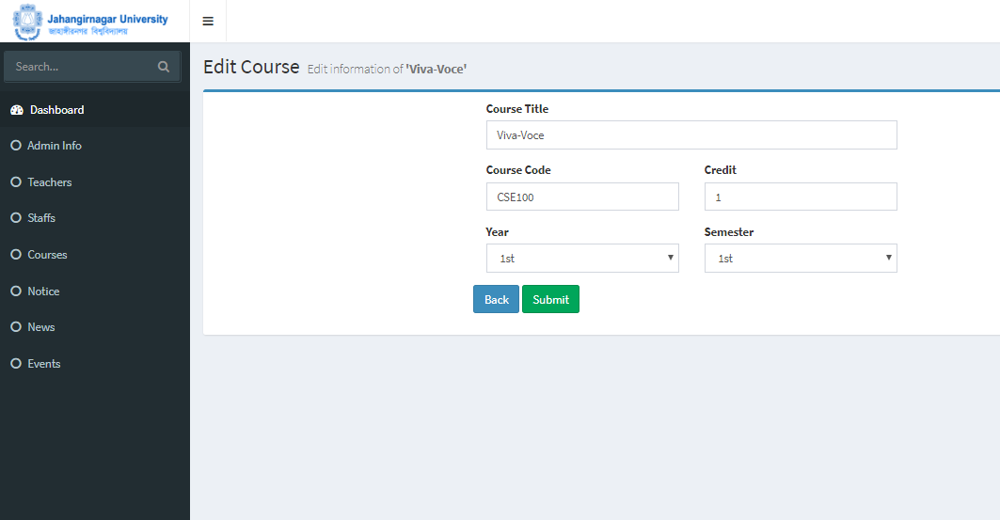 Jahangirnagar University
জাহাঙ্গীরনগর বিশ্ববিদ্যালয়
Search...
Dashboard
Admin Info
Teachers
Staffs
Courses
Notice
News
Events
Edit Course Edit information of 'Viva-Voce'
Course Title
Viva-Voce
Course Code Credit
CSE100 1
Year Semester
1st 1st
Back Submit